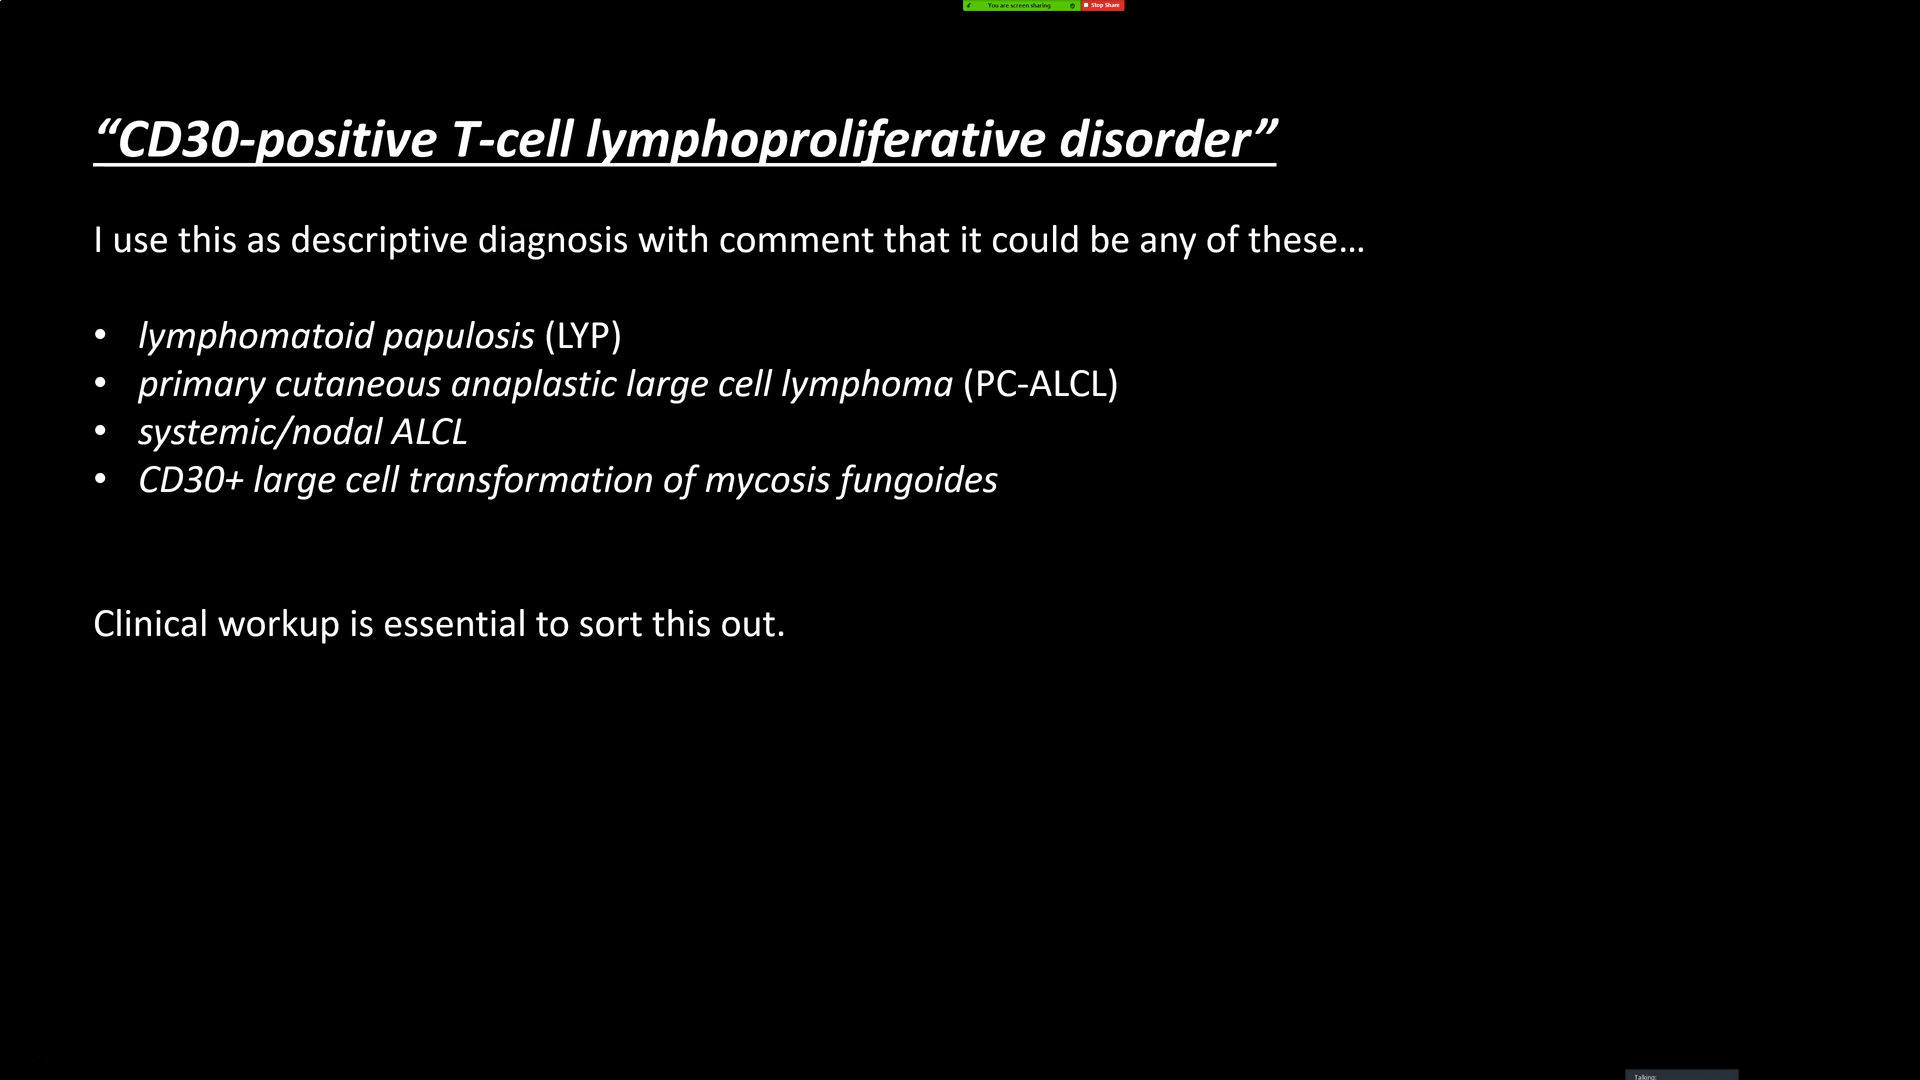 You are screen sharing Stop Share
“CD30-positive T-cell lymphoproliferative disorder”
I use this as descriptive diagnosis with comment that it could be any of these…
• lymphomatoid papulosis (LYP)
• primary cutaneous anaplastic large cell lymphoma (PC-ALCL)
• systemic/nodal ALCL
• CD30+ large cell transformation of mycosis fungoides
Clinical workup is essential to sort this out.
Talking: